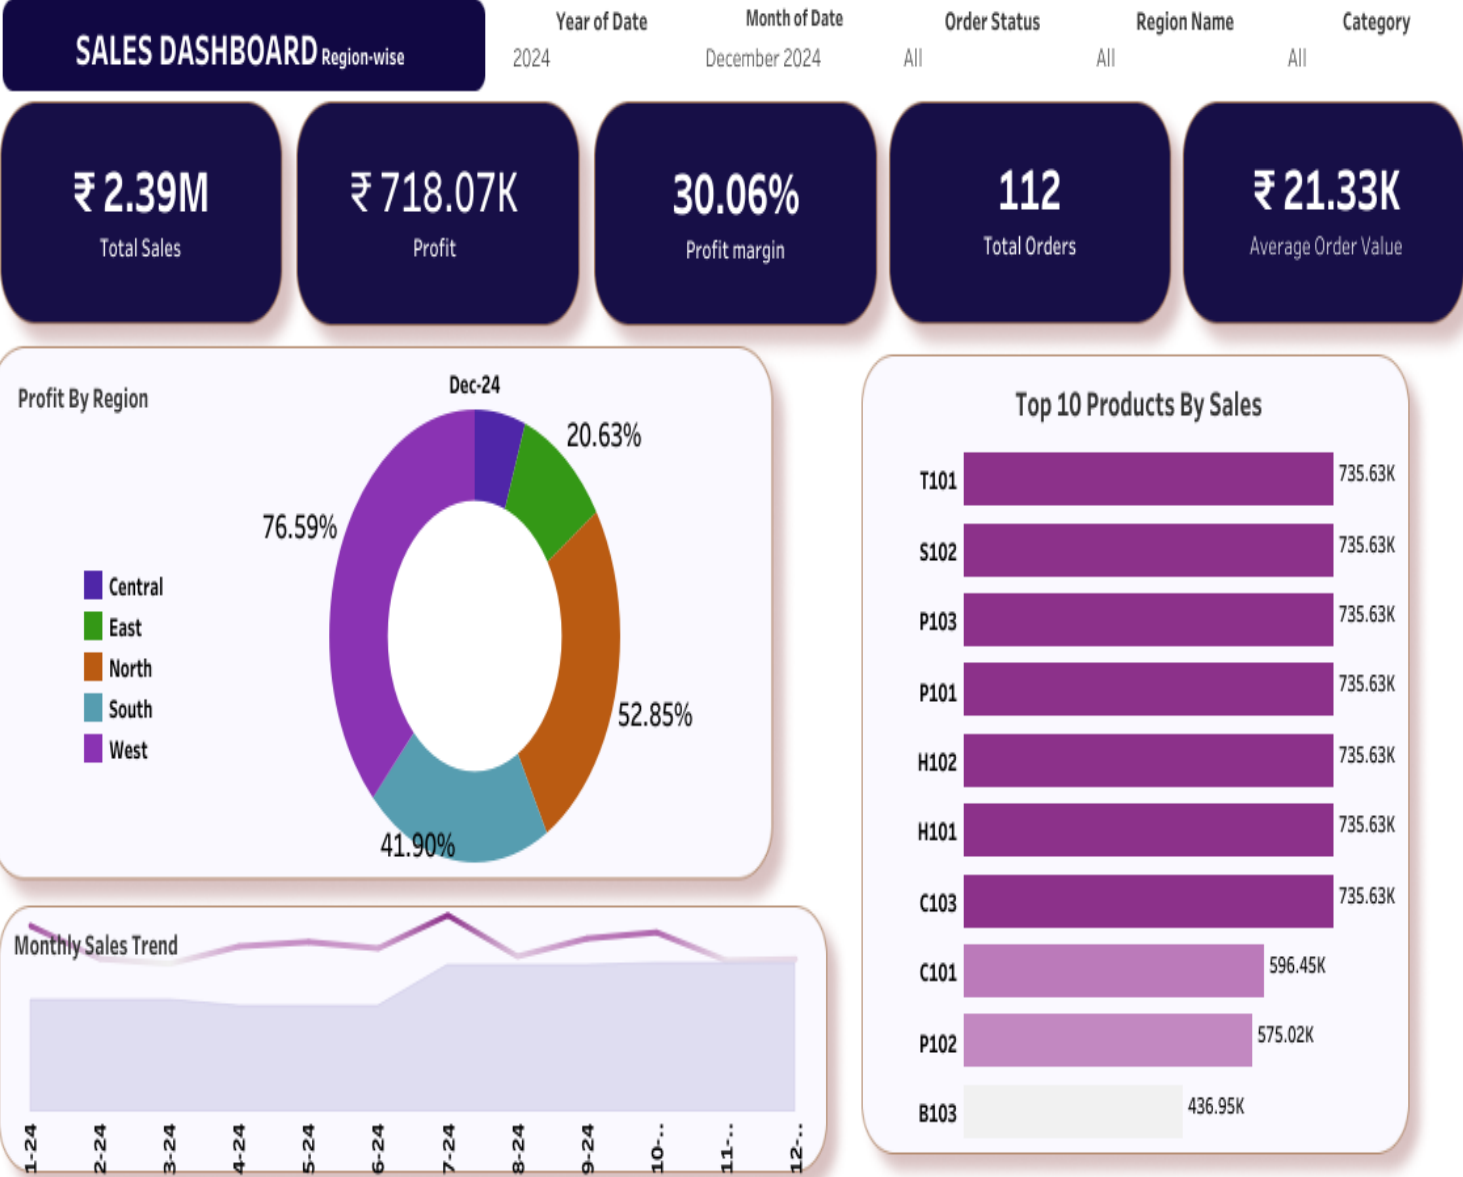 SALES DASHBOARD Region-wise
Year of Date
Month of Date
Order Status
Region Name
Category
2024
December 2024
All
All
All
₹ 2.39M
Total Sales
₹ 718.07K
Profit
30.06%
Profit margin
112
Total Orders
₹ 21.33K
Average Order Value
Profit By Region
Dec-24
20.63%
76.59%
52.85%
41.90%
Central
East
North
South
West
Top 10 Products By Sales
T101 735.63K
S102 735.63K
P103 735.63K
P101 735.63K
H102 735.63K
H101 735.63K
C103 735.63K
C101 596.45K
P102 575.02K
B103 436.95K
Monthly Sales Trend
1-24
2-24
3-24
4-24
5-24
6-24
7-24
8-24
9-24
10-..
11-..
12-..